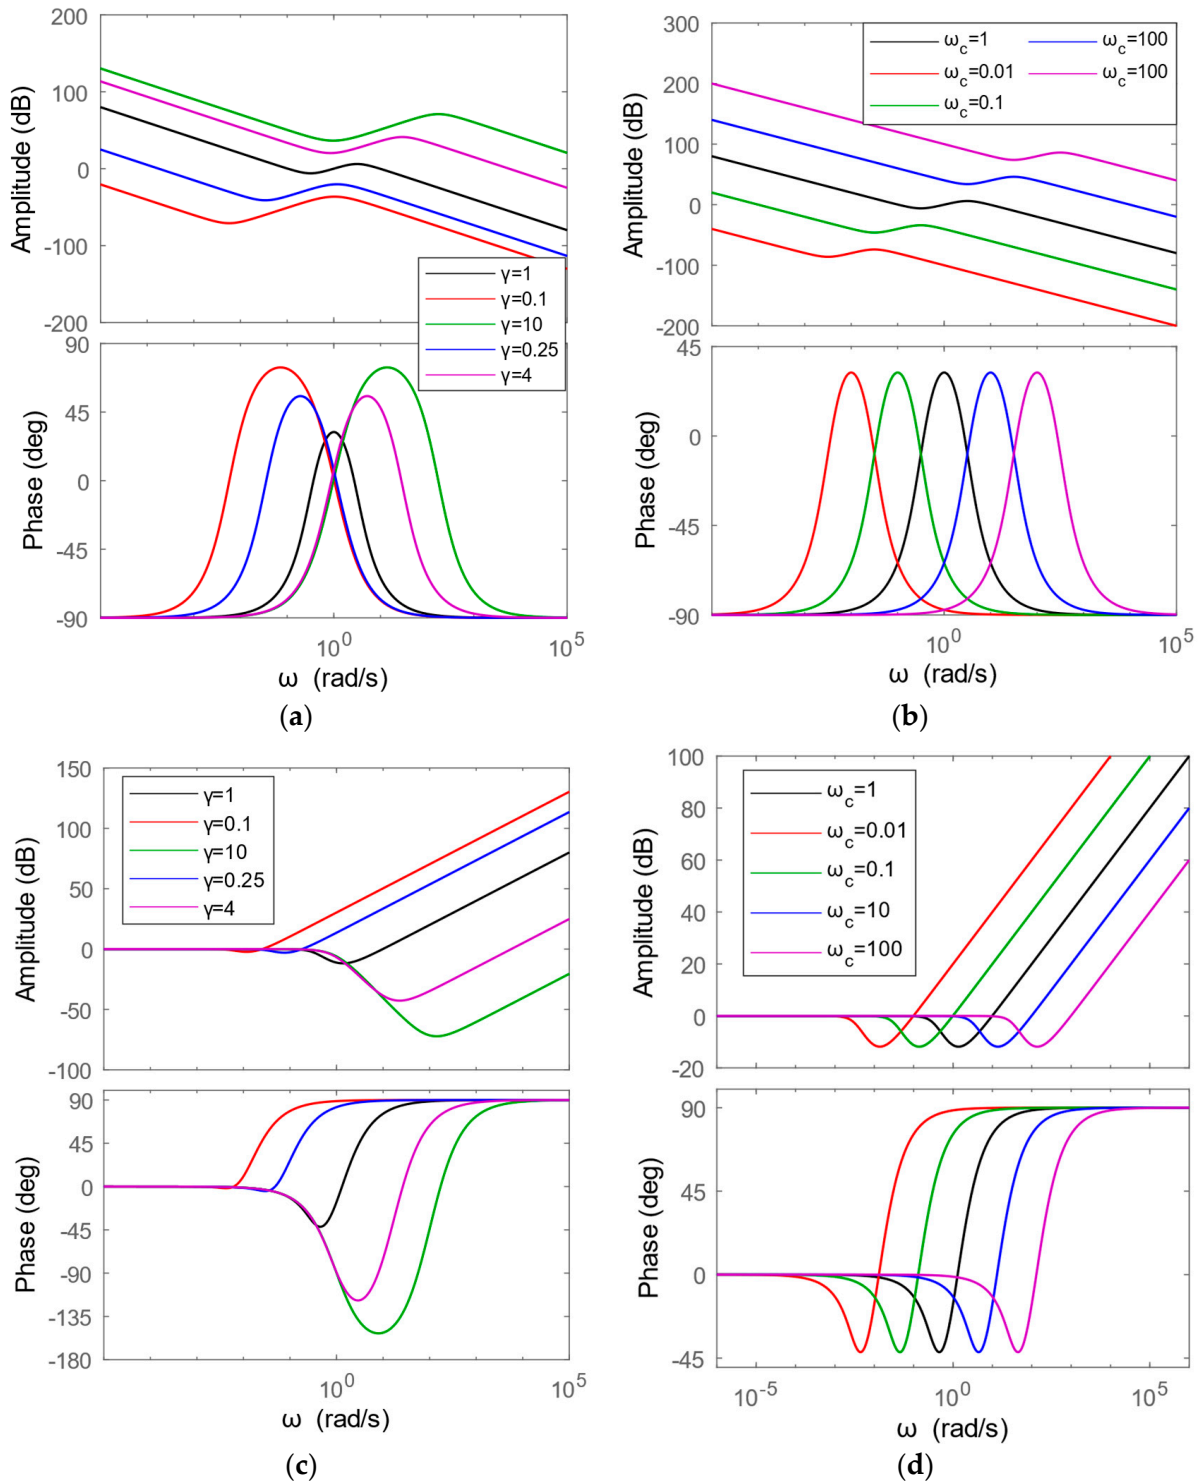 200
100
0
-100
-200
Amplitude (dB)
γ=1
γ=0.1
γ=10
γ=0.25
γ=4
90
45
0
-45
-90
Phase (deg)
10^0
10^5
ω (rad/s)
(a)
300
200
100
0
-100
-200
Amplitude (dB)
ω_c=1
ω_c=0.01
ω_c=0.1
ω_c=100
ω_c=100
45
0
-45
-90
Phase (deg)
10^0
10^5
ω (rad/s)
(b)
150
100
50
0
-50
-100
Amplitude (dB)
γ=1
γ=0.1
γ=10
γ=0.25
γ=4
90
45
0
-45
-90
-135
-180
Phase (deg)
10^0
10^5
ω (rad/s)
(c)
100
80
60
40
20
0
-20
Amplitude (dB)
ω_c=1
ω_c=0.01
ω_c=0.1
ω_c=10
ω_c=100
90
45
0
-45
Phase (deg)
10^-5
10^0
10^5
ω (rad/s)
(d)